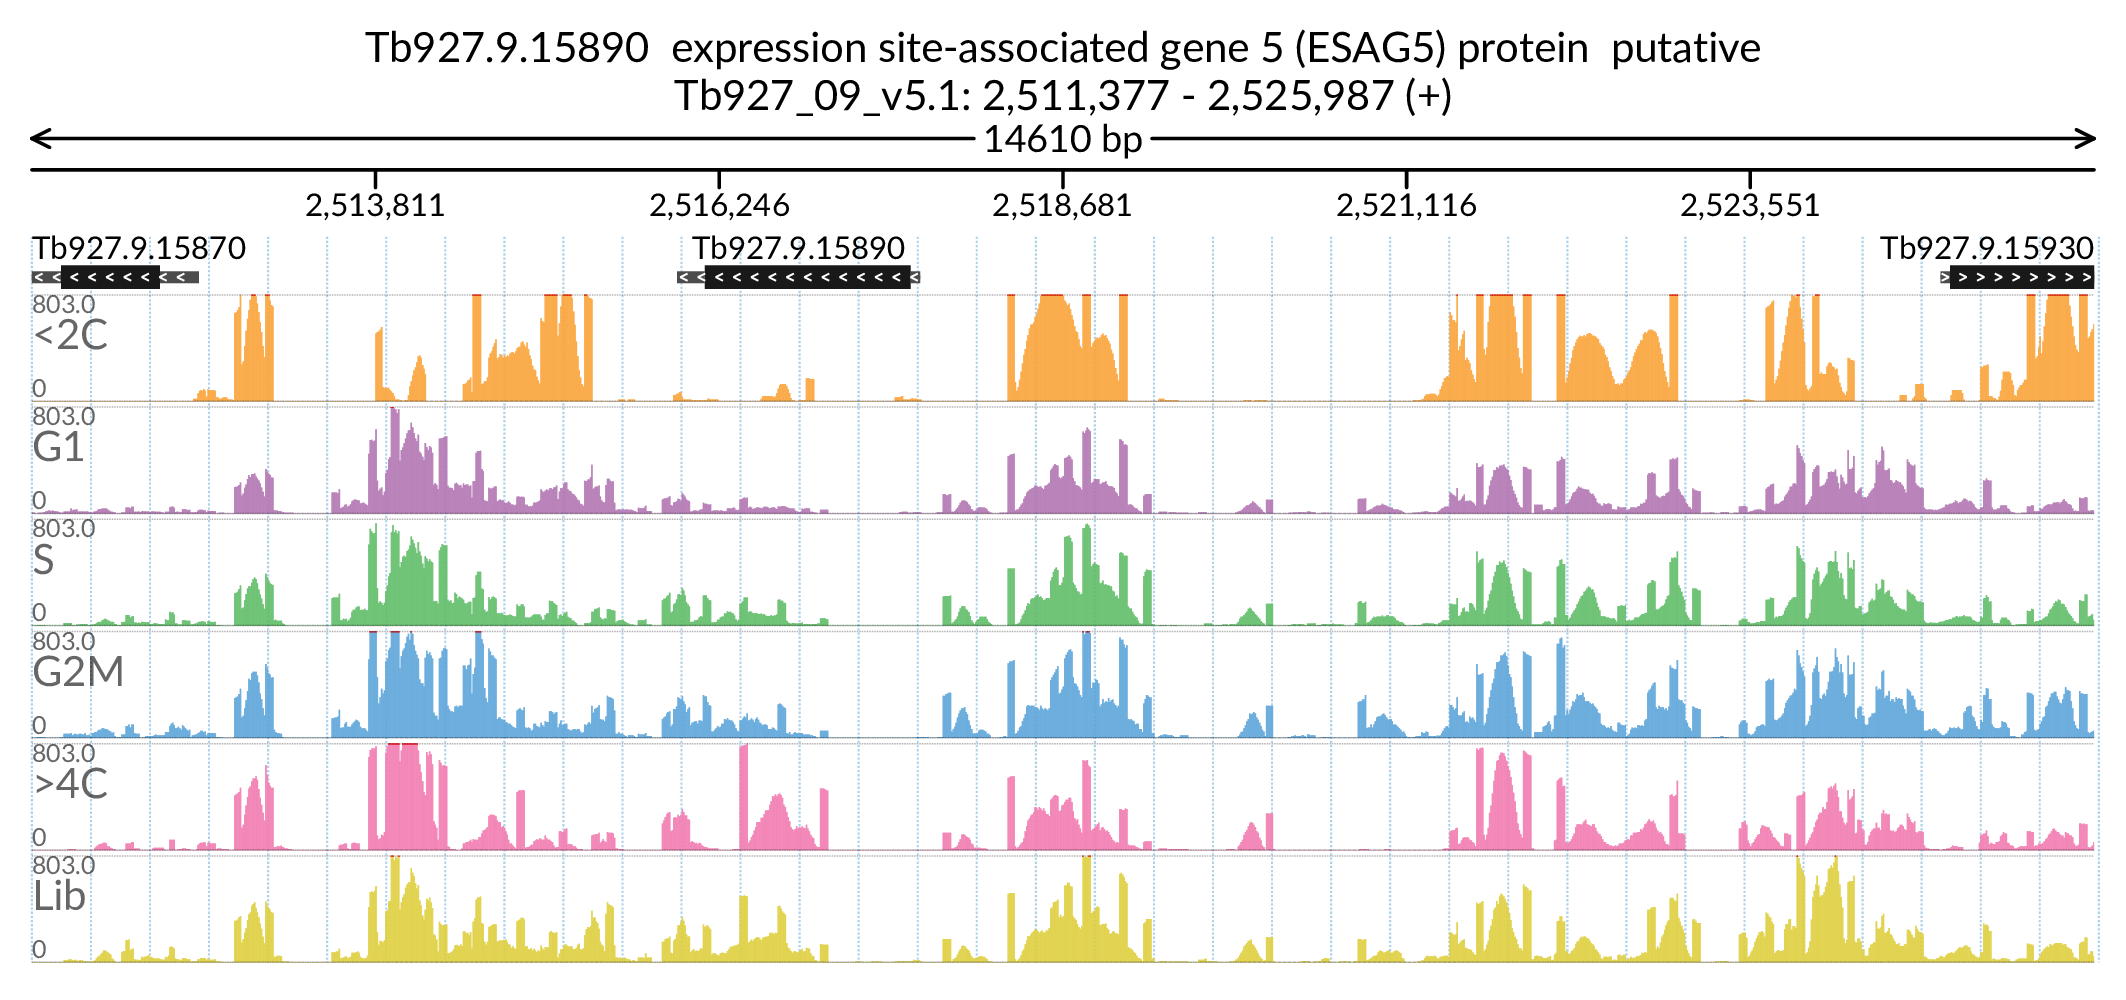 Tb927.9.15890  expression site-associated gene 5 (ESAG5) protein  putative
Tb927_09_v5.1: 2,511,377 - 2,525,987 (+)
14610 bp
2,513,811 2,516,246 2,518,681 2,521,116 2,523,551
Tb927.9.15870 Tb927.9.15890 Tb927.9.15930
803.0
<2C
0
803.0
G1
0
803.0
S
0
803.0
G2M
0
803.0
>4C
0
803.0
Lib
0